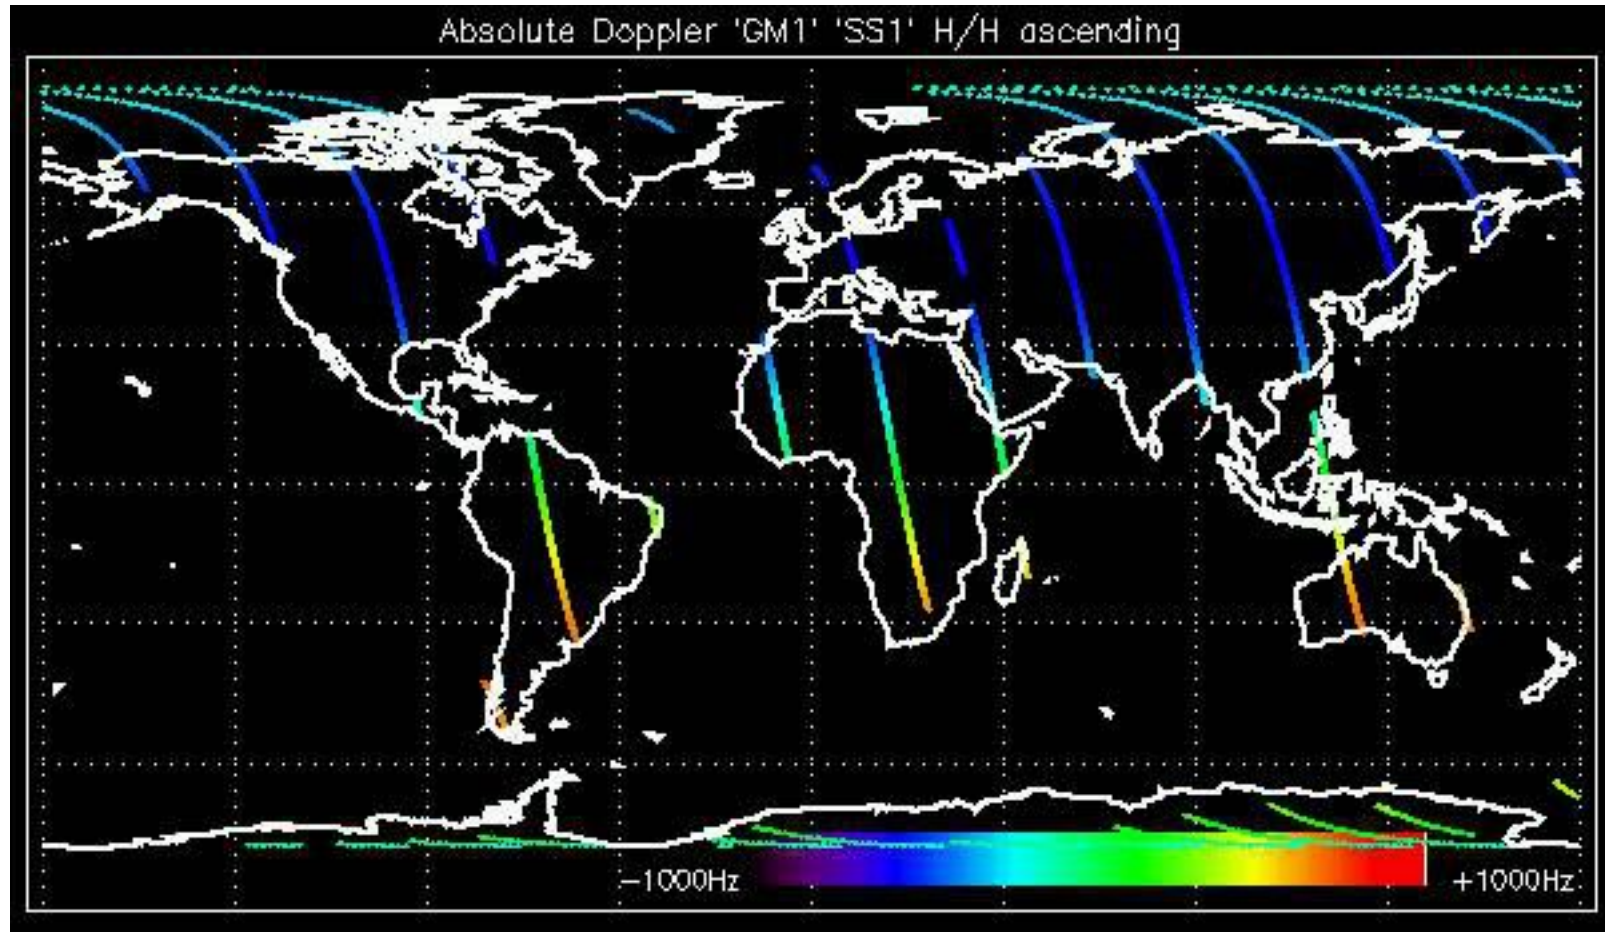 Absolute Doppler 'GM1' 'SS1' H/H ascending
−1000Hz
+1000Hz